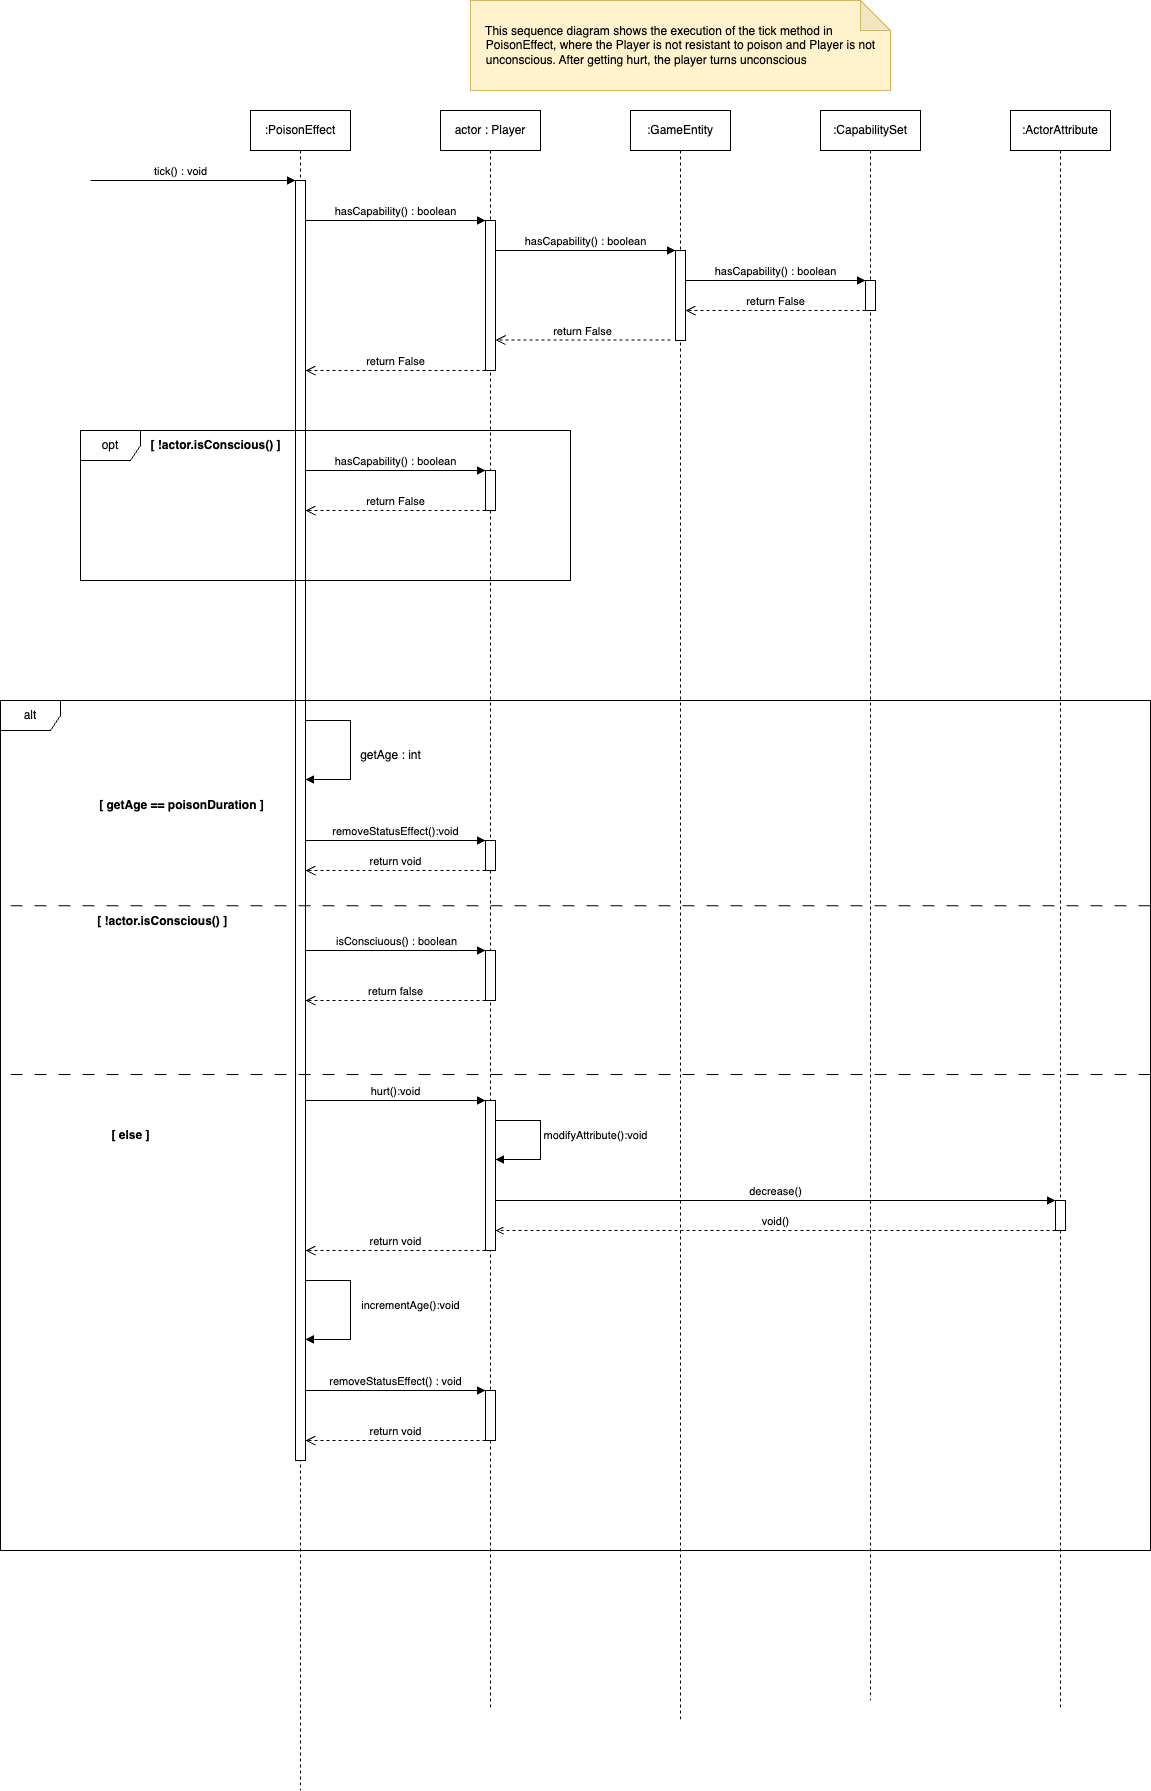 This sequence diagram shows the execution of the tick method in
PoisonEffect, where the Player is not resistant to poison and Player is not
unconscious. After getting hurt, the player turns unconscious
:PoisonEffect
actor : Player
:GameEntity
:CapabilitySet
:ActorAttribute
tick() : void
hasCapability() : boolean
hasCapability() : boolean
hasCapability() : boolean
return False
return False
return False
opt
[ !actor.isConscious() ]
hasCapability() : boolean
return False
alt
getAge : int
[ getAge == poisonDuration ]
removeStatusEffect():void
return void
[ !actor.isConscious() ]
isConsciuous() : boolean
return false
hurt():void
[ else ]
modifyAttribute():void
decrease()
void()
return void
incrementAge():void
removeStatusEffect() : void
return void